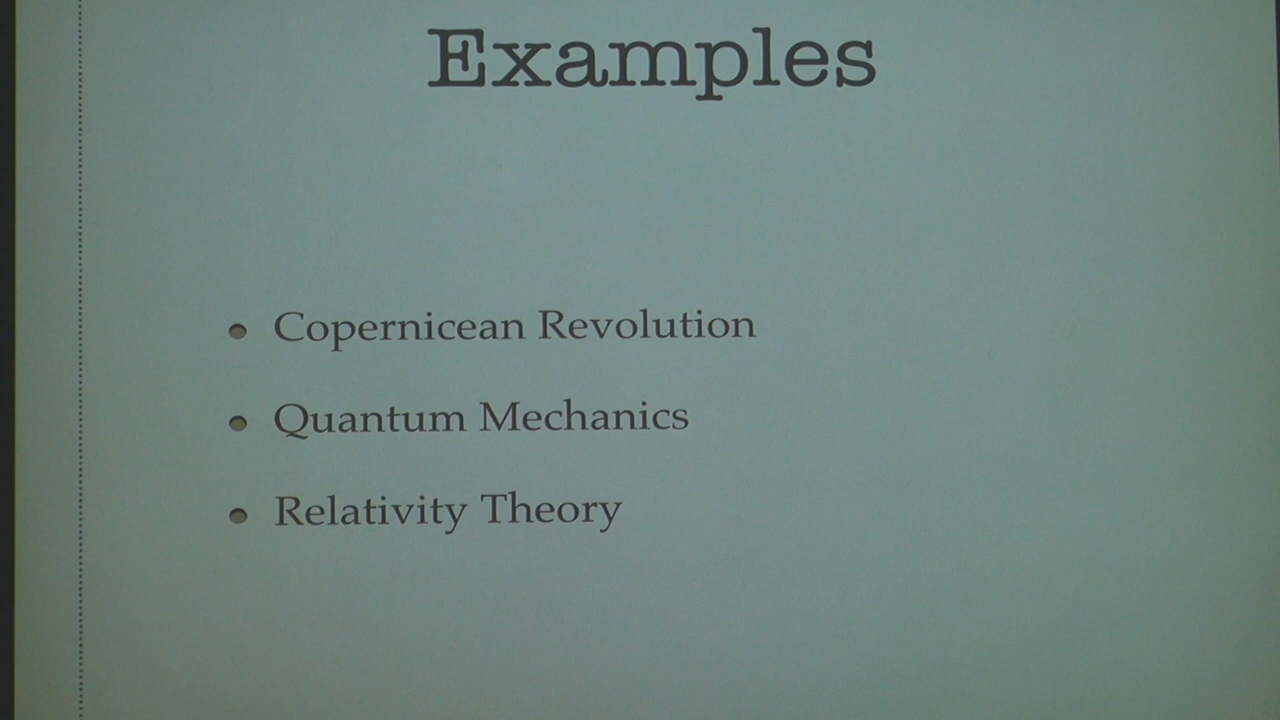 Examples
• Copernicean Revolution
• Quantum Mechanics
• Relativity Theory